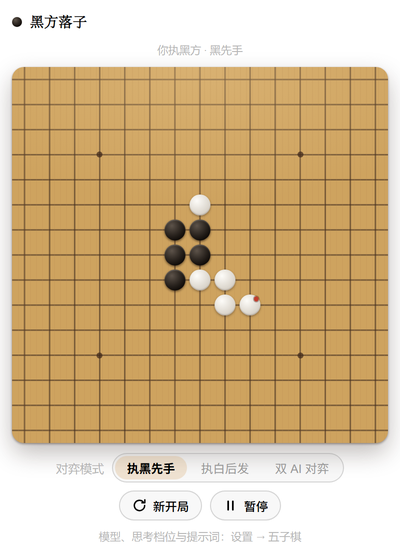 黑方落子
你执黑方 · 黑先手
对弈模式 执黑先手 执白后发 双 AI 对弈
新开局 暂停
模型、思考档位与提示词：设置 → 五子棋